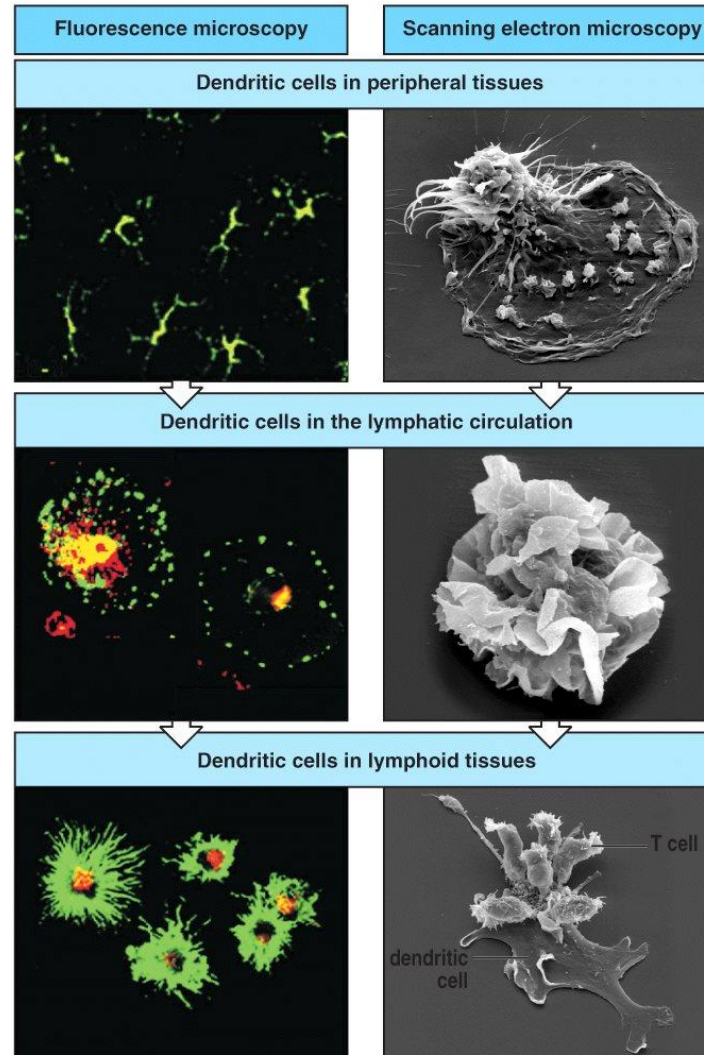 Fluorescence microscopy
Scanning electron microscopy
Dendritic cells in peripheral tissues
Dendritic cells in the lymphatic circulation
Dendritic cells in lymphoid tissues
T cell
dendritic
cell